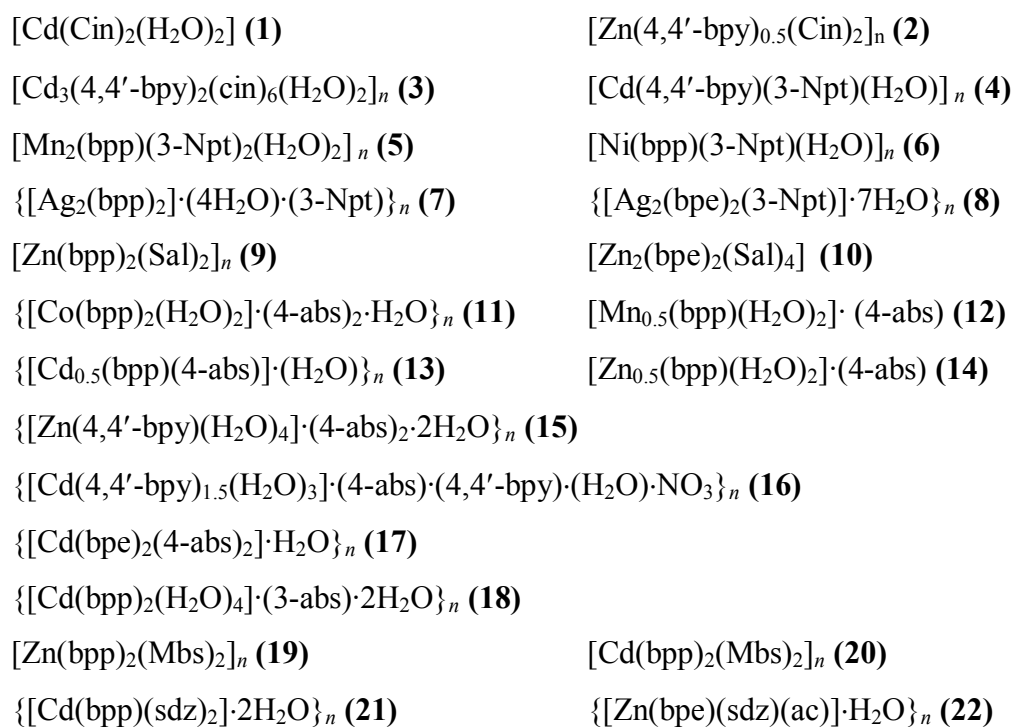 [Cd(Cin)₂(H₂O)₂] (1) [Zn(4,4′-bpy)₀.₅(Cin)₂]ₙ (2)
[Cd₃(4,4′-bpy)₂(cin)₆(H₂O)₂]ₙ (3) [Cd(4,4′-bpy)(3-Npt)(H₂O)] ₙ (4)
[Mn₂(bpp)(3-Npt)₂(H₂O)₂] ₙ (5) [Ni(bpp)(3-Npt)(H₂O)]ₙ (6)
{[Ag₂(bpp)₂]·(4H₂O)·(3-Npt)}ₙ (7) {[Ag₂(bpe)₂(3-Npt)]·7H₂O}ₙ (8)
[Zn(bpp)₂(Sal)₂]ₙ (9) [Zn₂(bpe)₂(Sal)₄] (10)
{[Co(bpp)₂(H₂O)₂]·(4-abs)₂·H₂O}ₙ (11) [Mn₀.₅(bpp)(H₂O)₂]· (4-abs) (12)
{[Cd₀.₅(bpp)(4-abs)]·(H₂O)}ₙ (13) [Zn₀.₅(bpp)(H₂O)₂]·(4-abs) (14)
{[Zn(4,4′-bpy)(H₂O)₄]·(4-abs)₂·2H₂O}ₙ (15)
{[Cd(4,4′-bpy)₁.₅(H₂O)₃]·(4-abs)·(4,4′-bpy)·(H₂O)·NO₃}ₙ (16)
{[Cd(bpe)₂(4-abs)₂]·H₂O}ₙ (17)
{[Cd(bpp)₂(H₂O)₄]·(3-abs)·2H₂O}ₙ (18)
[Zn(bpp)₂(Mbs)₂]ₙ (19) [Cd(bpp)₂(Mbs)₂]ₙ (20)
{[Cd(bpp)(sdz)₂]·2H₂O}ₙ (21) {[Zn(bpe)(sdz)(ac)]·H₂O}ₙ (22)